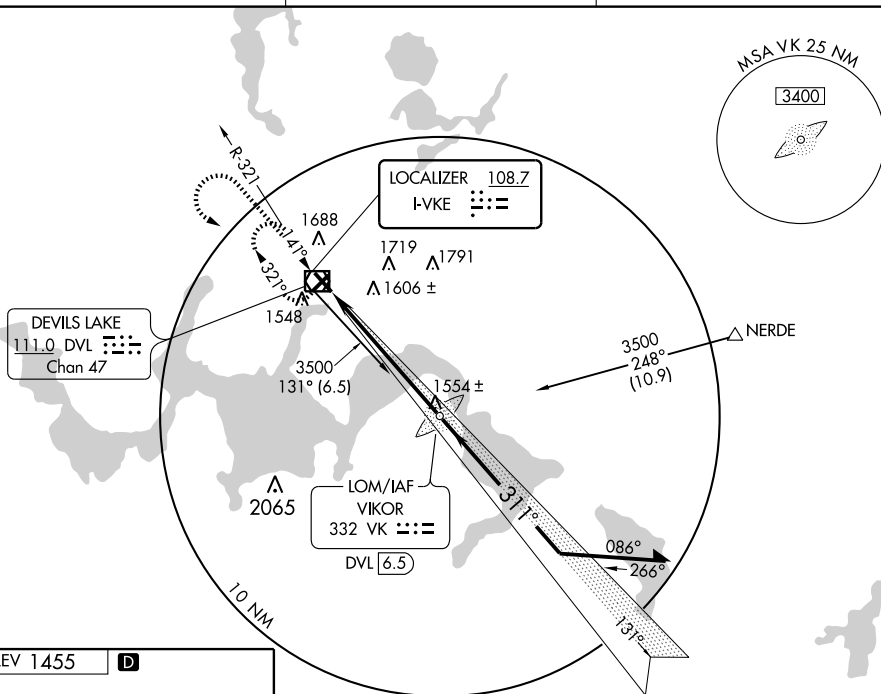 MSA VK 25 NM
3400
R-321
LOCALIZER 108.7
I-VKE
1688
141°
321°
1719
1791
1606 ±
1548
DEVILS LAKE
111.0 DVL
Chan 47
NERDE
3500
248°
(10.9)
3500
131° (6.5)
1554 ±
2065
LOM/IAF
VIKOR
332 VK
DVL 6.5
311°
086°
266°
131°
10 NM
EV 1455 D